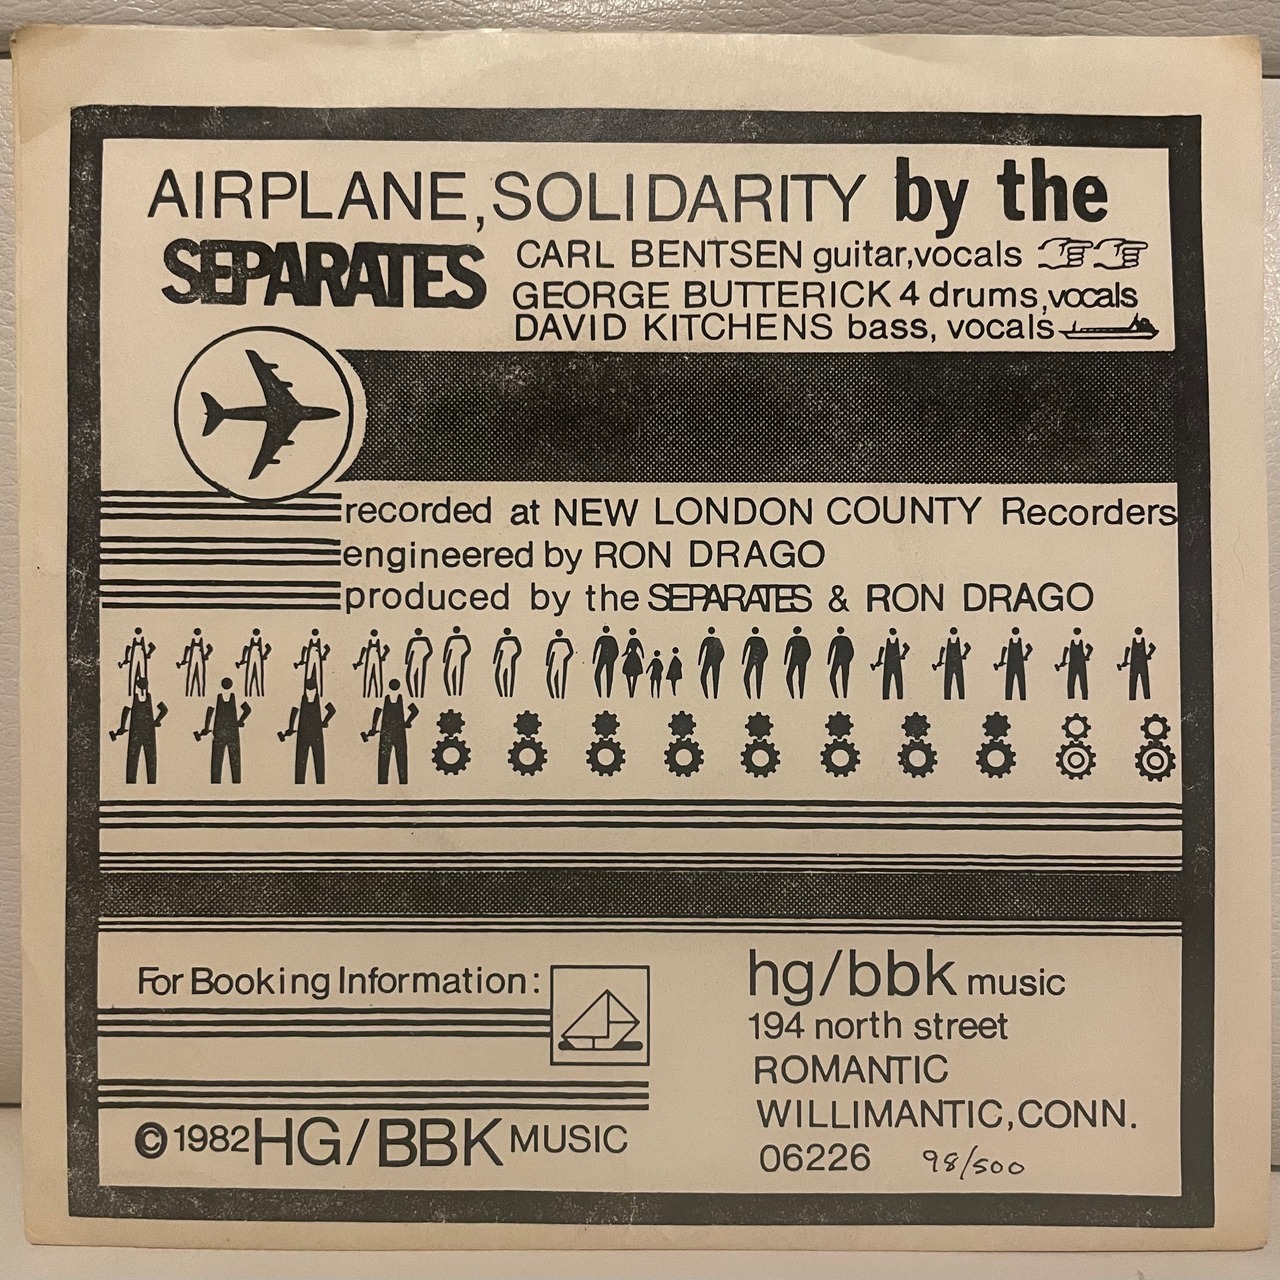 AIRPLANE,SOLIDARITY by the
SEPARATES
CARL BENTSEN guitar,vocals
GEORGE BUTTERICK 4 drums,vocals
DAVID KITCHENS bass, vocals
recorded at NEW LONDON COUNTY Recorders
engineered by RON DRAGO
produced by the SEPARATES & RON DRAGO
For Booking Information:
hg/bbk music
194 north street
ROMANTIC
WILLIMANTIC,CONN.
06226 98/500
©1982HG/BBK MUSIC